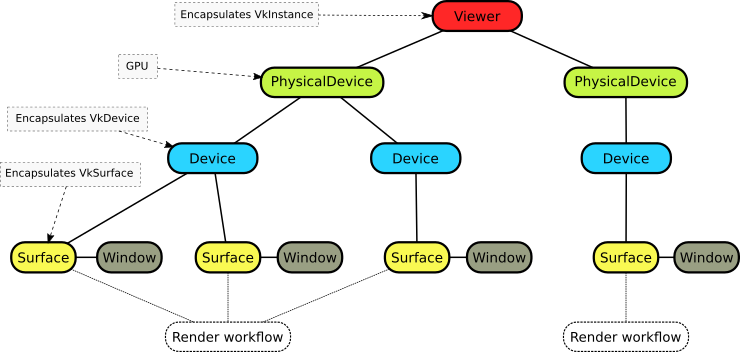 Encapsulates VkInstance
Viewer
GPU
PhysicalDevice
PhysicalDevice
Encapsulates VkDevice
Device
Device
Device
Encapsulates VkSurface
Surface
Window
Surface
Window
Surface
Window
Surface
Window
Render workflow
Render workflow